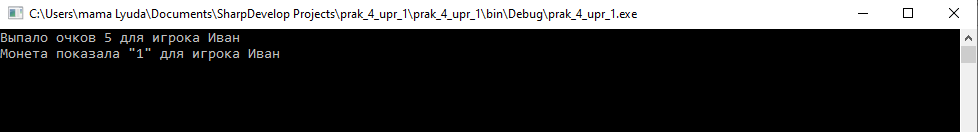 C:\Users\mama Lyuda\Documents\SharpDevelop Projects\prak_4_upr_1\prak_4_upr_1\bin\Debug\prak_4_upr_1.exe
Выпало очков 5 для игрока Иван
Монета показала "1" для игрока Иван